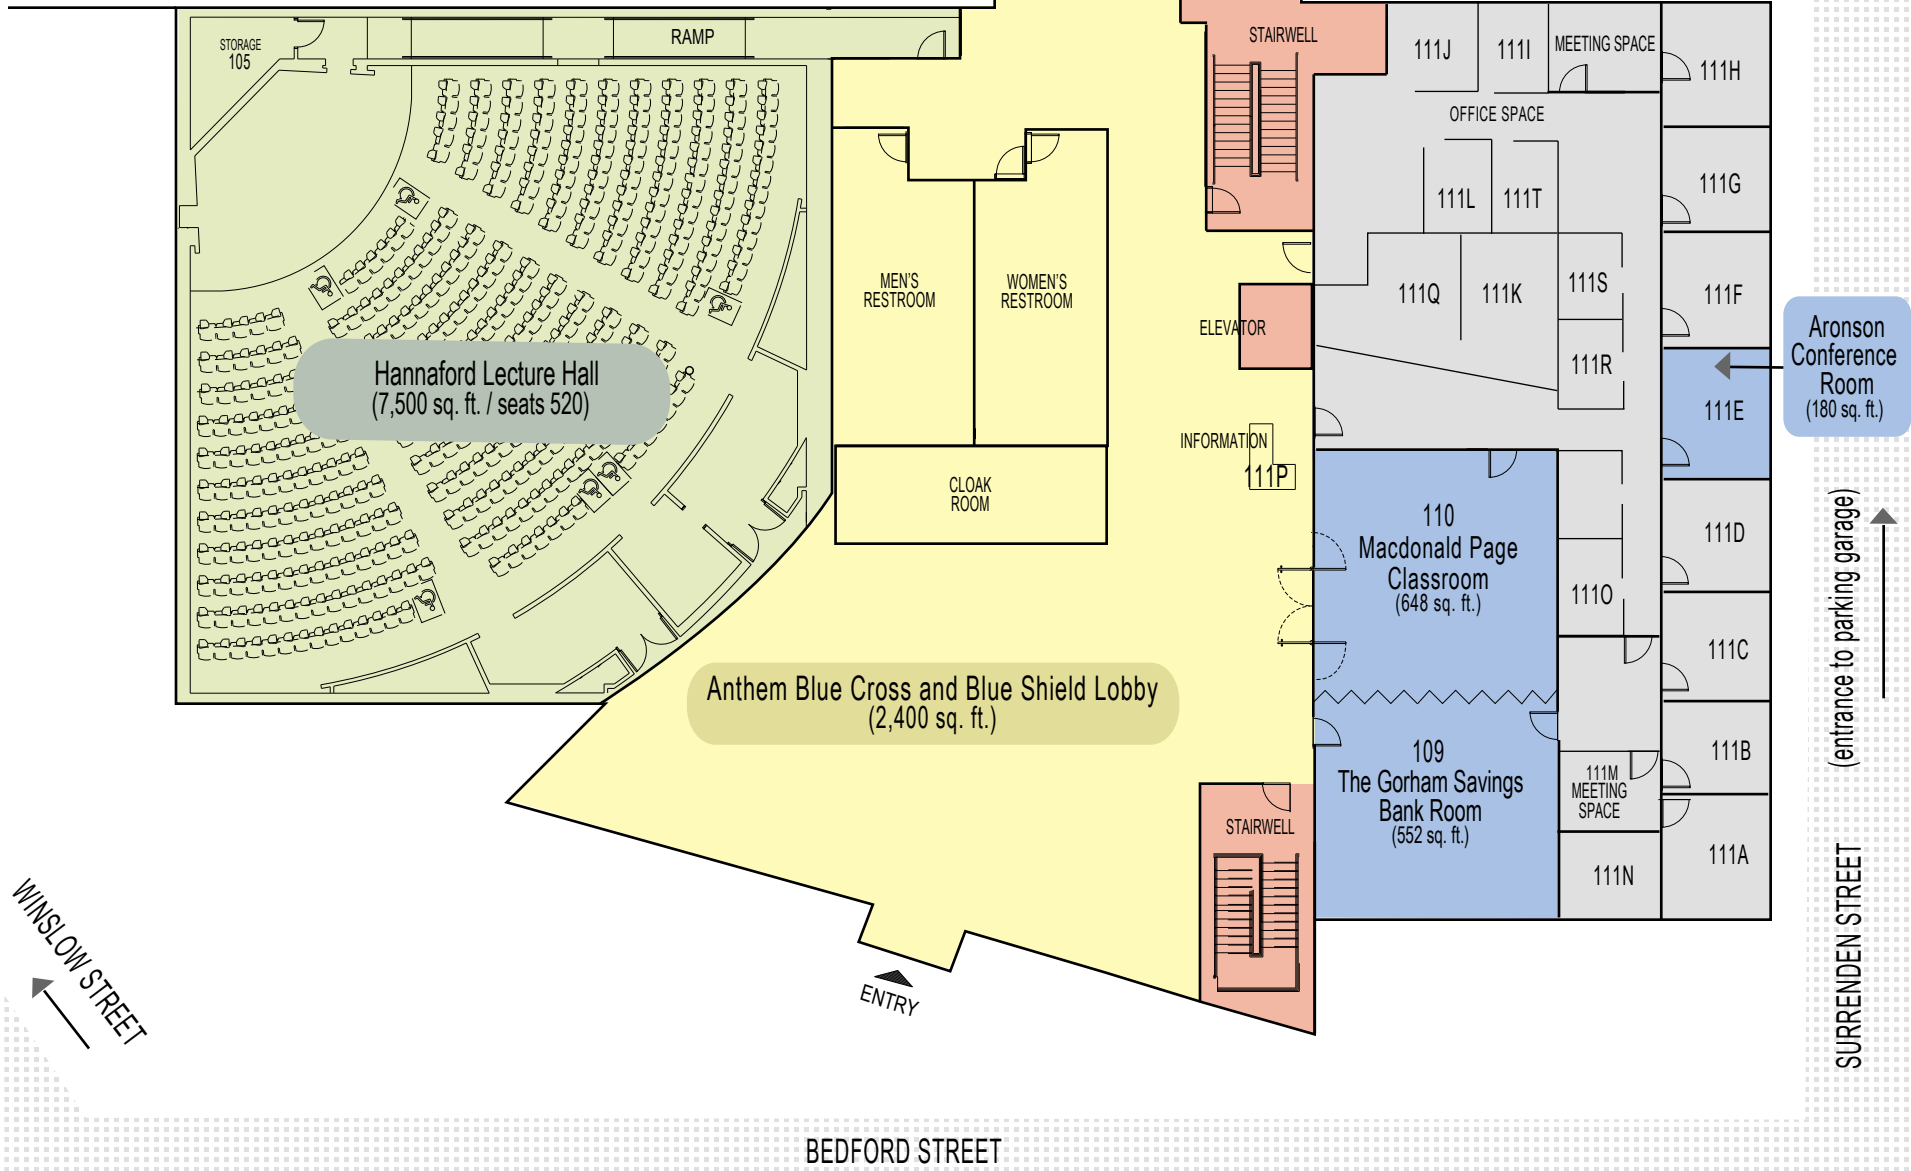 STORAGE
105
RAMP
STAIRWELL
111J
111I
MEETING SPACE
111H
OFFICE SPACE
111L
111T
111G
MEN'S
RESTROOM
WOMEN'S
RESTROOM
111Q
111K
111S
111F
ELEVATOR
111R
Aronson
Conference
Room
(180 sq. ft.)
111E
Hannaford Lecture Hall
(7,500 sq. ft. / seats 520)
INFORMATION
111P
CLOAK
ROOM
110
Macdonald Page
Classroom
(648 sq. ft.)
111D
111O
111C
(entrance to parking garage)
Anthem Blue Cross and Blue Shield Lobby
(2,400 sq. ft.)
109
The Gorham Savings
Bank Room
(552 sq. ft.)
111B
111M
MEETING
SPACE
STAIRWELL
111A
111N
SURRENDEN STREET
WINSLOW STREET
ENTRY
BEDFORD STREET